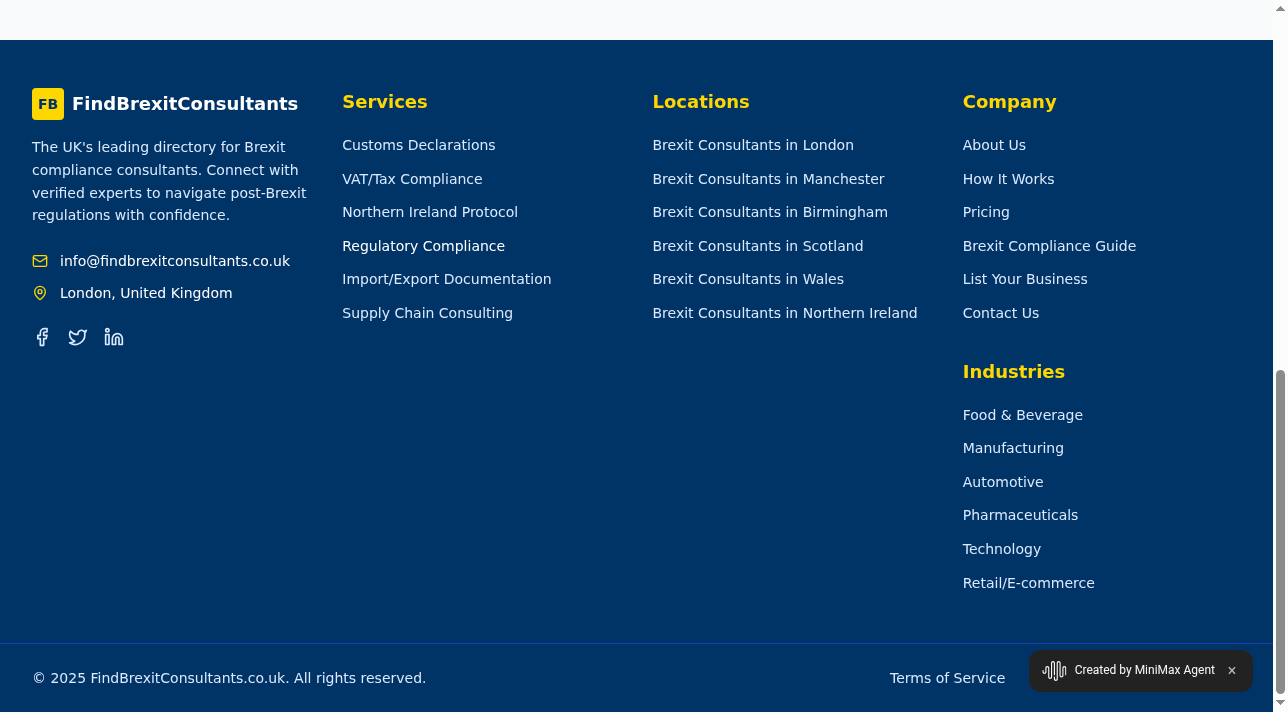 FB FindBrexitConsultants
The UK's leading directory for Brexit
compliance consultants. Connect with
verified experts to navigate post-Brexit
regulations with confidence.
info@findbrexitconsultants.co.uk
London, United Kingdom
Services
Customs Declarations
VAT/Tax Compliance
Northern Ireland Protocol
Regulatory Compliance
Import/Export Documentation
Supply Chain Consulting
Locations
Brexit Consultants in London
Brexit Consultants in Manchester
Brexit Consultants in Birmingham
Brexit Consultants in Scotland
Brexit Consultants in Wales
Brexit Consultants in Northern Ireland
Company
About Us
How It Works
Pricing
Brexit Compliance Guide
List Your Business
Contact Us
Industries
Food & Beverage
Manufacturing
Automotive
Pharmaceuticals
Technology
Retail/E-commerce
© 2025 FindBrexitConsultants.co.uk. All rights reserved.
Terms of Service
Created by MiniMax Agent